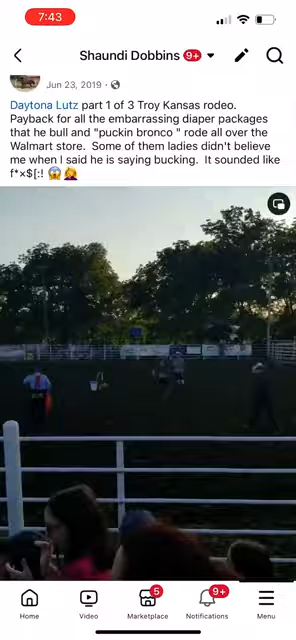 7:43
Shaundi Dobbins 9+
Jun 23, 2019 ·
Daytona Lutz part 1 of 3 Troy Kansas rodeo.
Payback for all the embarrassing diaper packages
that he bull and "puckin bronco " rode all over the
Walmart store.  Some of them ladies didn't believe
me when I said he is saying bucking.  It sounded like
f*×$[:! 😱🤦‍♀️
5 9+
Home Video Marketplace Notifications Menu